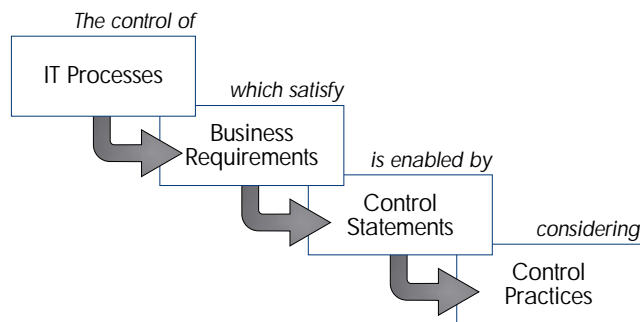 The control of
IT Processes
which satisfy
Business
Requirements
is enabled by
Control
Statements
considering
Control
Practices